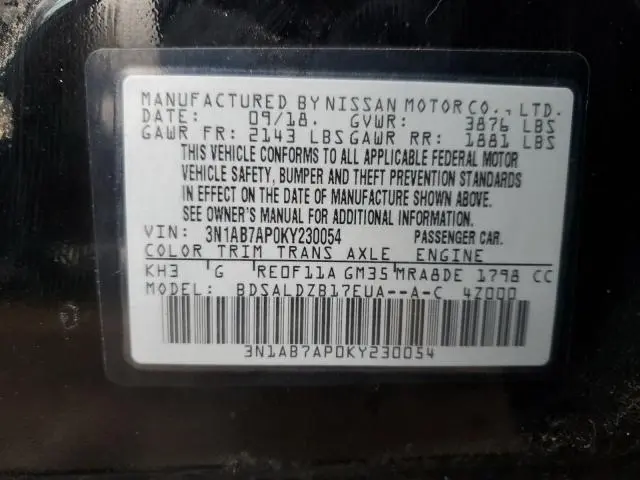 MANUFACTURED BY NISSAN MOTOR CO., LTD.
DATE: 09/18. GVWR: 3876 LBS
GAWR FR: 2143 LBS GAWR RR: 1881 LBS
THIS VEHICLE CONFORMS TO ALL APPLICABLE FEDERAL MOTOR
VEHICLE SAFETY, BUMPER AND THEFT PREVENTION STANDARDS
IN EFFECT ON THE DATE OF MANUFACTURE SHOWN ABOVE.
SEE OWNER'S MANUAL FOR ADDITIONAL INFORMATION.
VIN: 3N1AB7AP0KY230054 PASSENGER CAR.
COLOR TRIM TRANS AXLE ENGINE
KH3 G RE0F11A GM35 MRA8DE 1798 CC
MODEL: BDSALDZB17EUA--A-C 4Z000
3N1AB7AP0KY230054